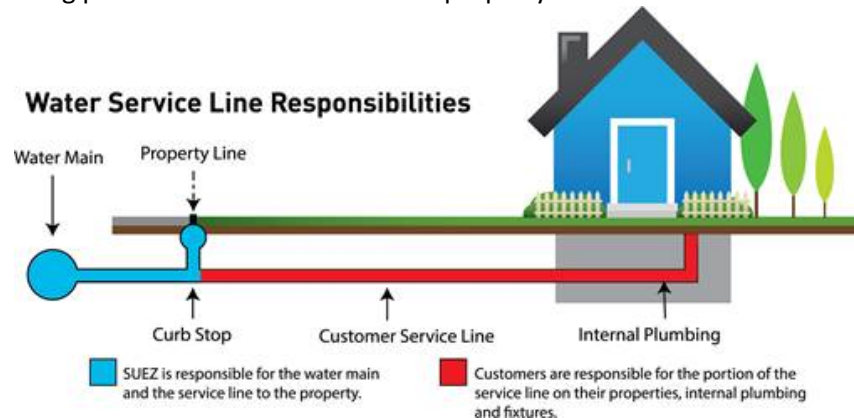 Water Service Line Responsibilities
Water Main
Property Line
Curb Stop
Customer Service Line
Internal Plumbing
SUEZ is responsible for the water main
and the service line to the property.
Customers are responsible for the portion of the
service line on their properties, internal plumbing
and fixtures.